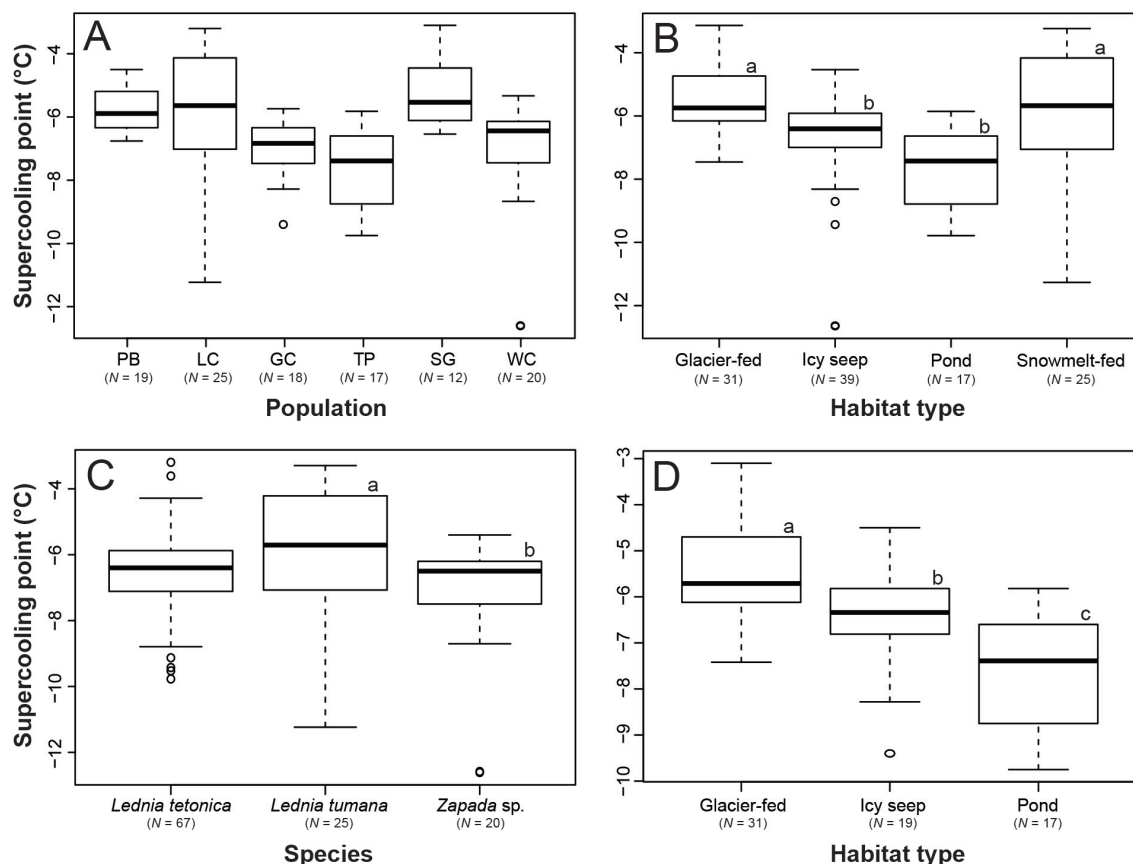 A
Supercooling point (°C)
−4
−6
−8
−10
−12
PB LC GC TP SG WC
(N = 19) (N = 25) (N = 18) (N = 17) (N = 12) (N = 20)
Population
B
−4
−6
−8
−10
−12
a b b a
Glacier-fed Icy seep Pond Snowmelt-fed
(N = 31) (N = 39) (N = 17) (N = 25)
Habitat type
C
Supercooling point (°C)
−4
−6
−8
−10
−12
a b
Lednia tetonica Lednia tumana Zapada sp.
(N = 67) (N = 25) (N = 20)
Species
D
−3
−4
−5
−6
−7
−8
−9
−10
a b c
Glacier-fed Icy seep Pond
(N = 31) (N = 19) (N = 17)
Habitat type